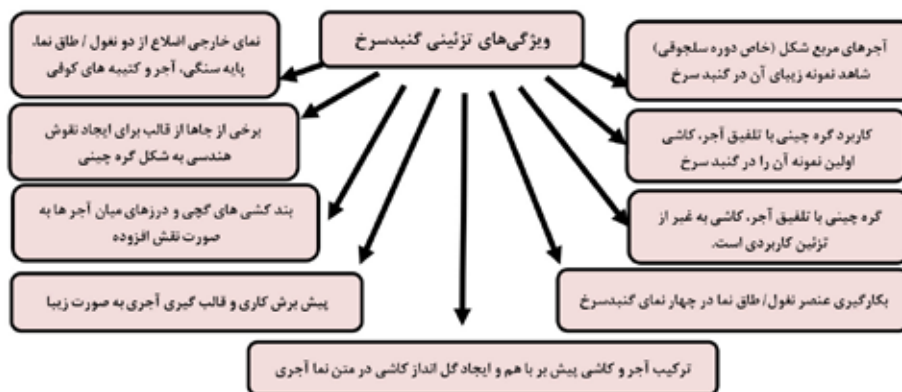 ویژگی‌های تزئینی گنبدسرخ
آجرهای مربع شکل (خاص دوره سلجوقی)
شاهد نمونه زیبای آن در گنبد سرخ
کاربرد گره چینی با تلفیق آجر، کاشی
اولین نمونه آن را در گنبد سرخ
گره چینی با تلفیق آجر، کاشی به غیر از
تزئین کاربردی است.
بکارگیری عنصر نغول/ طاق نما در چهار نمای گنبدسرخ
ترکیب آجر و کاشی پیش بر با هم و ایجاد گل انداز کاشی در متن نما آجری
نمای خارجی اضلاع از دو نغول / طاق نما،
پایه سنگی، آجر و کتیبه های کوفی
برخی از جاها از قالب برای ایجاد نقوش
هندسی به شکل گره چینی
بند کشی های گچی و درزهای میان آجر ها به
صورت نقش افزوده
پیش برش کاری و قالب گیری آجری به صورت زیبا